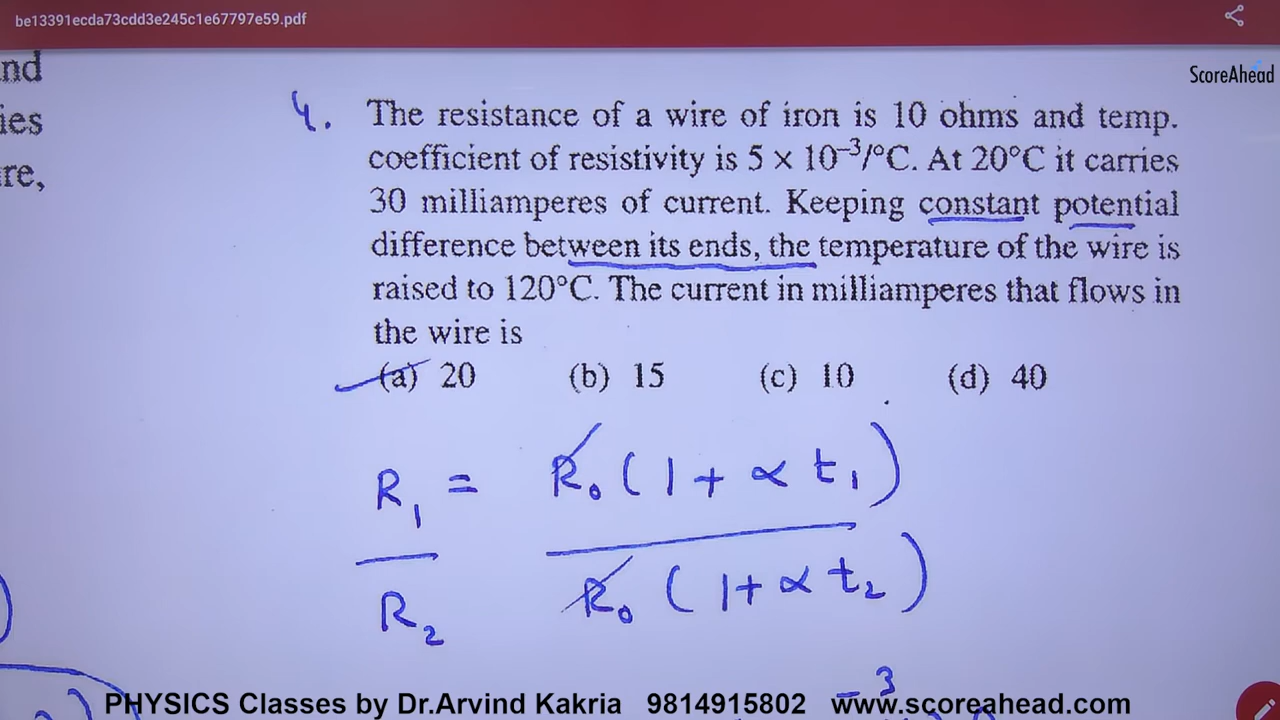 be13391ecda73cdd3e245c1e67797e59.pdf
ScoreAhead
nd
ies
re,
4. The resistance of a wire of iron is 10 ohms and temp.
coefficient of resistivity is 5 × 10⁻³/°C. At 20°C it carries
30 milliamperes of current. Keeping constant potential
difference between its ends, the temperature of the wire is
raised to 120°C. The current in milliamperes that flows in
the wire is
(a) 20 (b) 15 (c) 10 (d) 40
R₁ = R₀ (1 + α t₁)
R₂ R₀ (1 + α t₂)
PHYSICS Classes by Dr.Arvind Kakria 9814915802 www.scoreahead.com